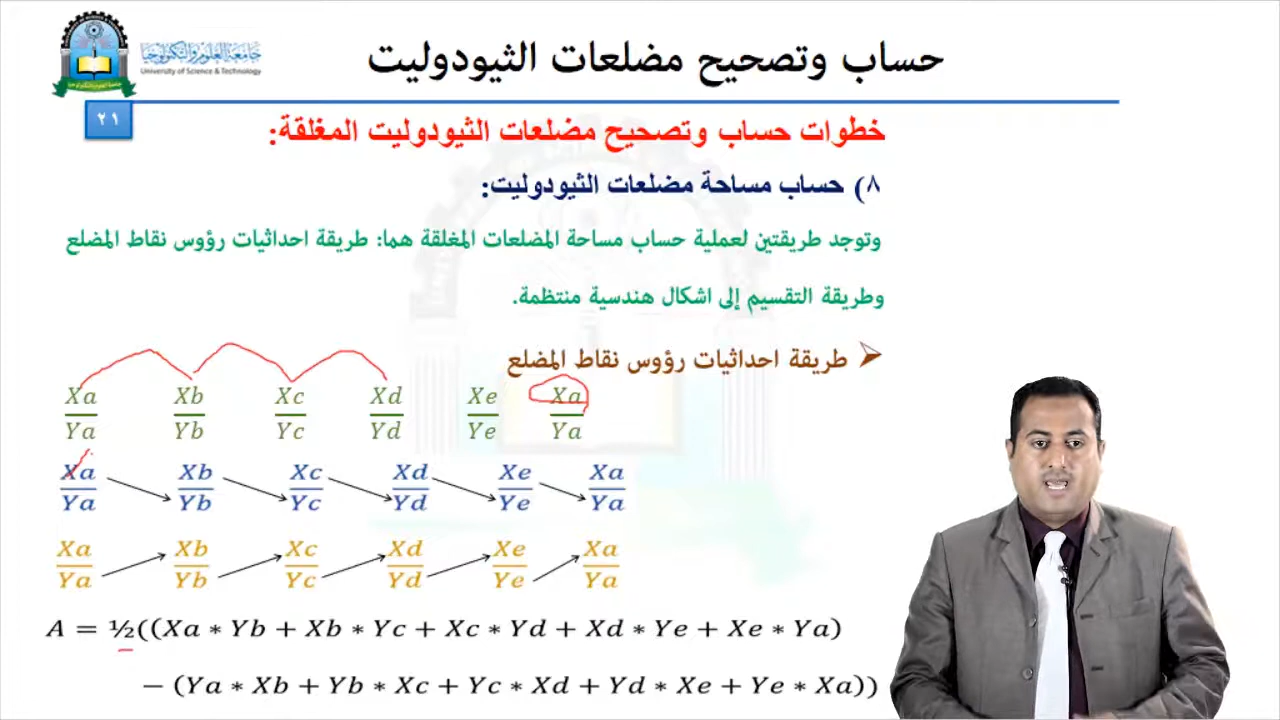 حساب وتصحيح مضلعات الثيودوليت
جامعة العلوم والتكنولوجيا
University of Science & Technology
٢١
خطوات حساب وتصحيح مضلعات الثيودوليت المغلقة:
٨) حساب مساحة مضلعات الثيودوليت:
وتوجد طريقتين لعملية حساب مساحة المضلعات المغلقة هما: طريقة احداثيات رؤوس نقاط المضلع
وطريقة التقسيم إلى اشكال هندسية منتظمة.
➢ طريقة احداثيات رؤوس نقاط المضلع
Xa Xb Xc Xd Xe Xa
Ya Yb Yc Yd Ye Ya
Xa Xb Xc Xd Xe Xa
Ya Yb Yc Yd Ye Ya
Xa Xb Xc Xd Xe Xa
Ya Yb Yc Yd Ye Ya
A = ½((Xa ∗ Yb + Xb ∗ Yc + Xc ∗ Yd + Xd ∗ Ye + Xe ∗ Ya)
− (Ya ∗ Xb + Yb ∗ Xc + Yc ∗ Xd + Yd ∗ Xe + Ye ∗ Xa))